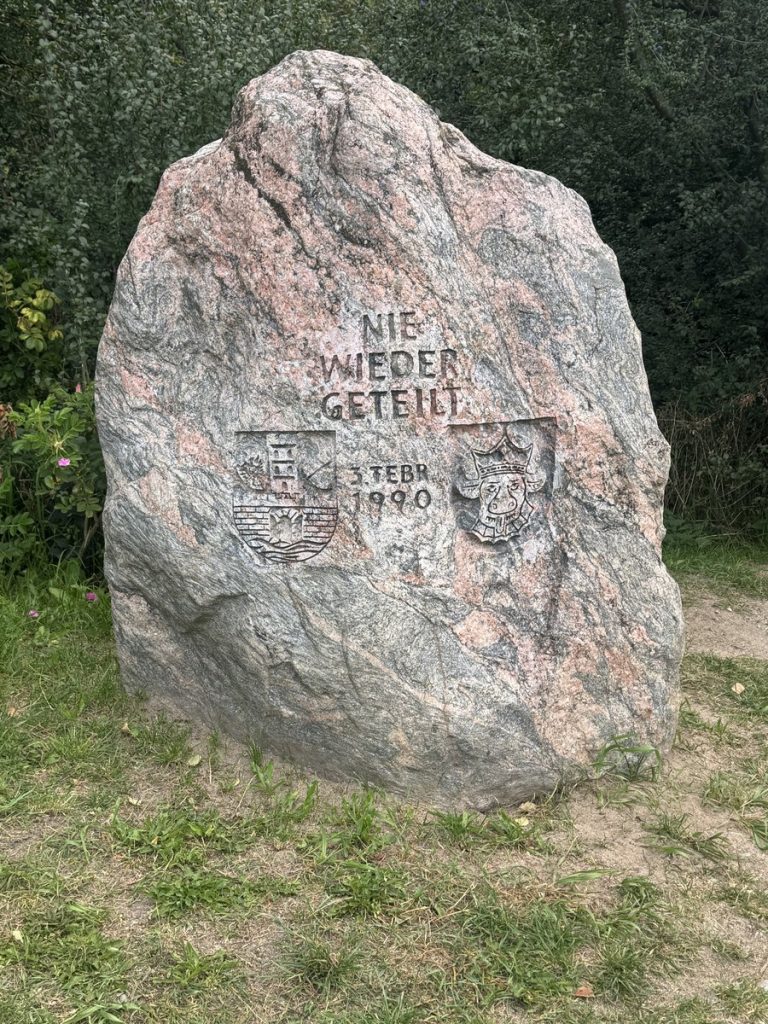 NIE
WIEDER
GETEILT
3. FEBR
1990